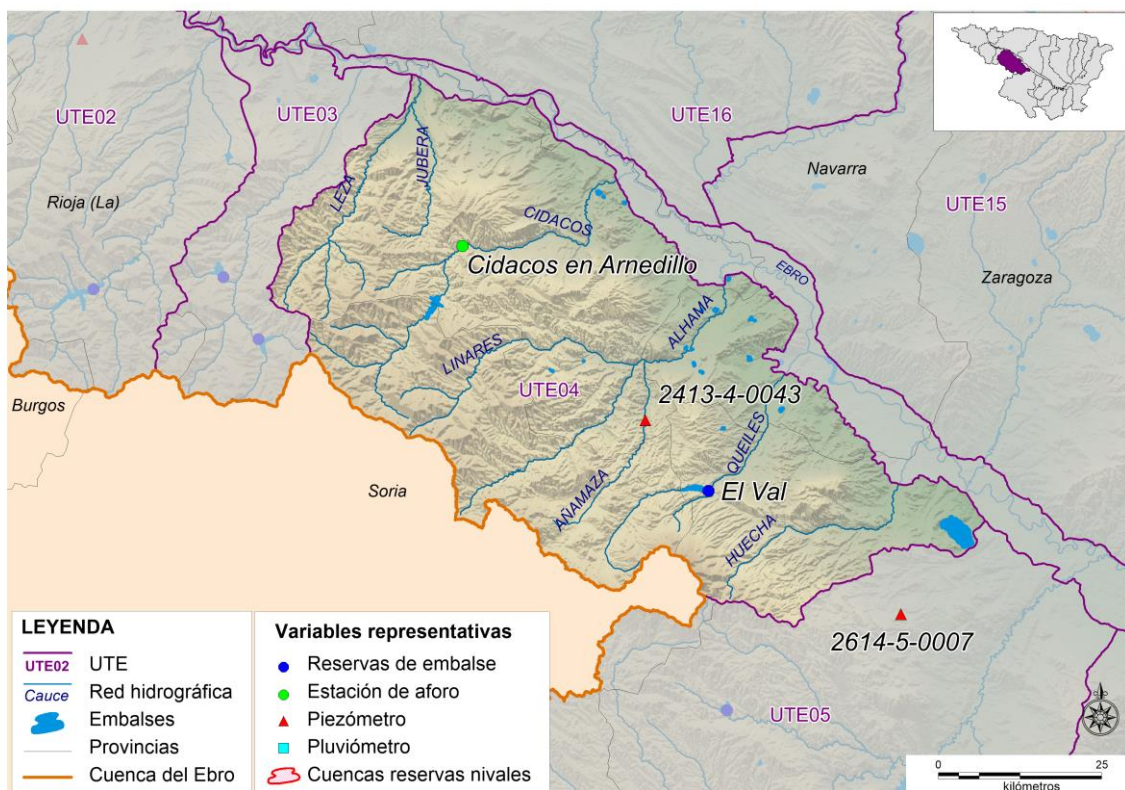 UTE02
UTE03
UTE16
Navarra
Rioja (La)
LEZA
JUBERA
CIDACOS
UTE15
Cidacos en Arnedillo
EBRO
Zaragoza
ALHAMA
LINARES
UTE04
2413-4-0043
Burgos
QUEILES
Soria
AÑAMAZA
El Val
HUECHA
2614-5-0007
UTE05
LEYENDA
UTE02 UTE
Cauce Red hidrográfica
Embalses
Provincias
Cuenca del Ebro
Variables representativas
Reservas de embalse
Estación de aforo
Piezómetro
Pluviómetro
Cuencas reservas nivales
0 25
kilómetros